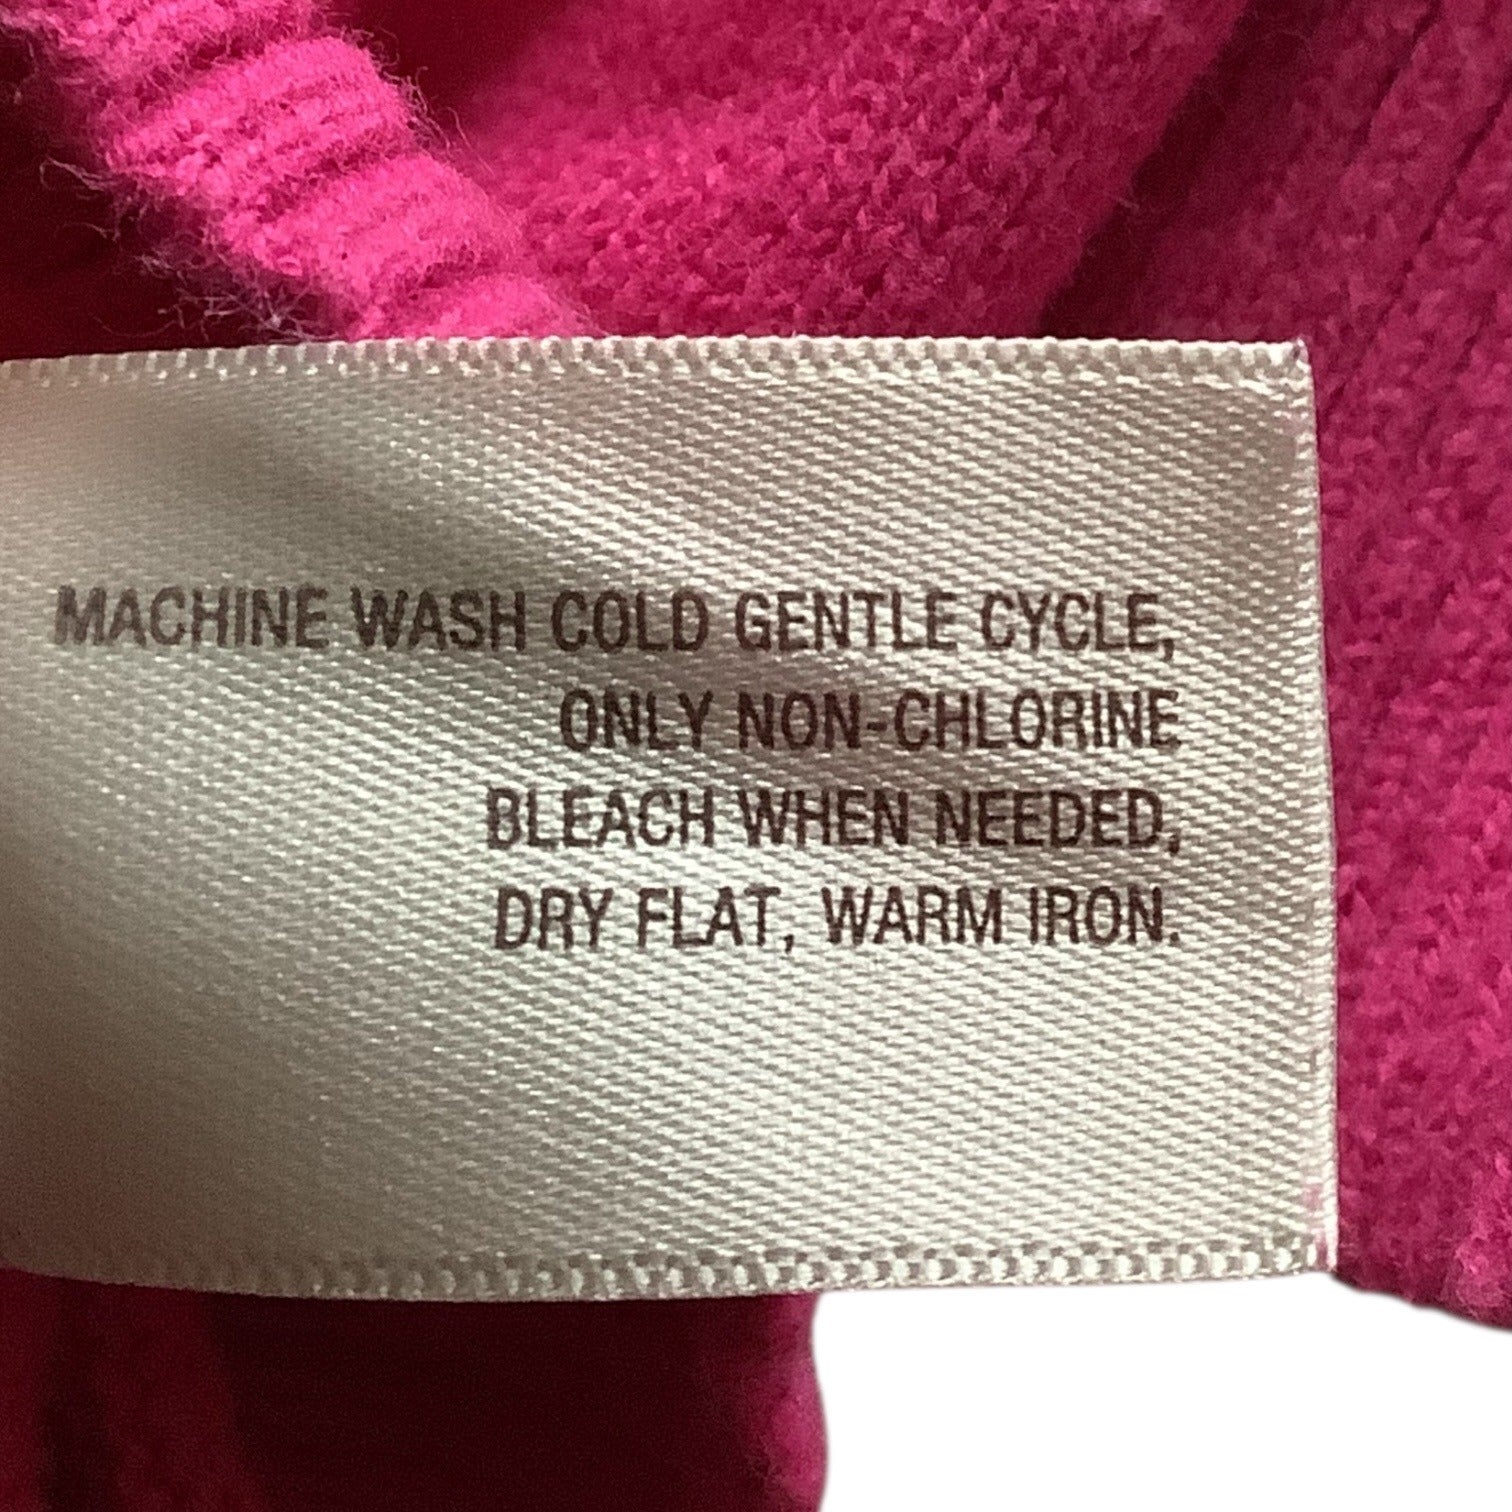 MACHINE WASH COLD GENTLE CYCLE,
ONLY NON-CHLORINE
BLEACH WHEN NEEDED,
DRY FLAT, WARM IRON.